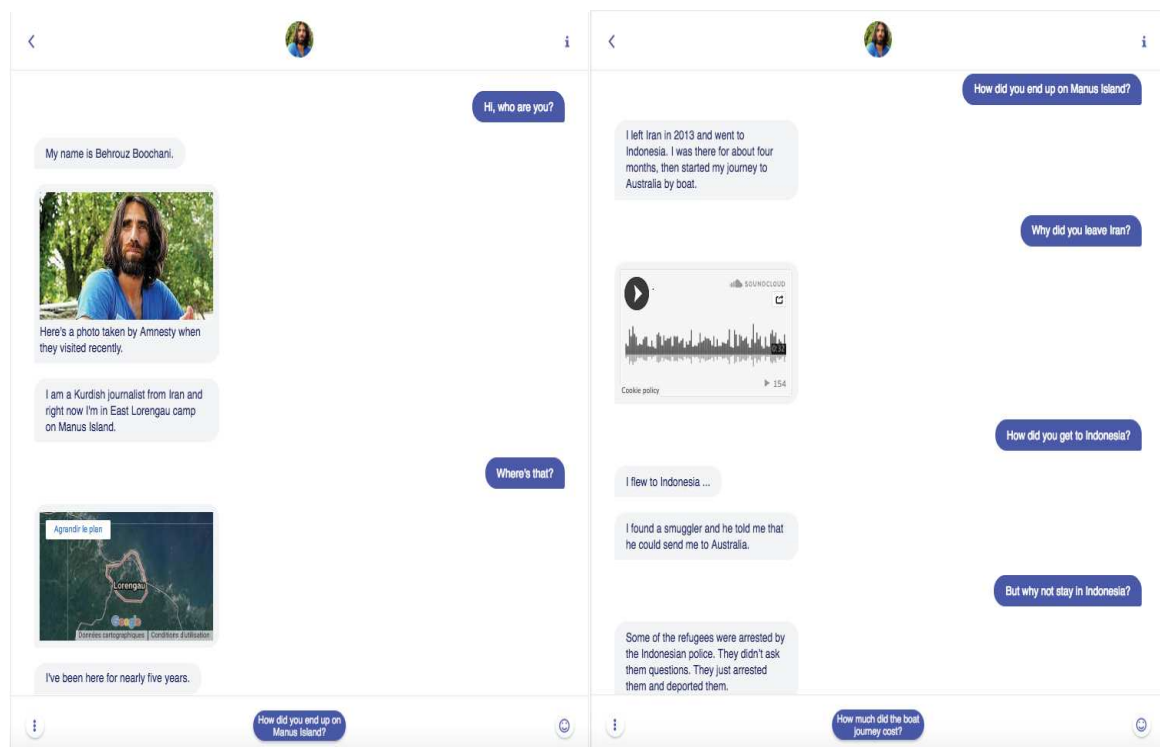 Hi, who are you?
My name is Behrouz Boochani.
Here's a photo taken by Amnesty when
they visited recently.
I am a Kurdish journalist from Iran and
right now I'm in East Lorengau camp
on Manus Island.
Where's that?
Agrandir le plan
Lorengau
Google
Données cartographiques
Conditions d'utilisation
I've been here for nearly five years.
How did you end up on
Manus Island?
How did you end up on Manus Island?
I left Iran in 2013 and went to
Indonesia. I was there for about four
months, then started my journey to
Australia by boat.
Why did you leave Iran?
SOUNDCLOUD
Cookie policy
154
How did you get to Indonesia?
I flew to Indonesia ...
I found a smuggler and he told me that
he could send me to Australia.
But why not stay in Indonesia?
Some of the refugees were arrested by
the Indonesian police. They didn't ask
them questions. They just arrested
them and deported them.
How much did the boat
journey cost?